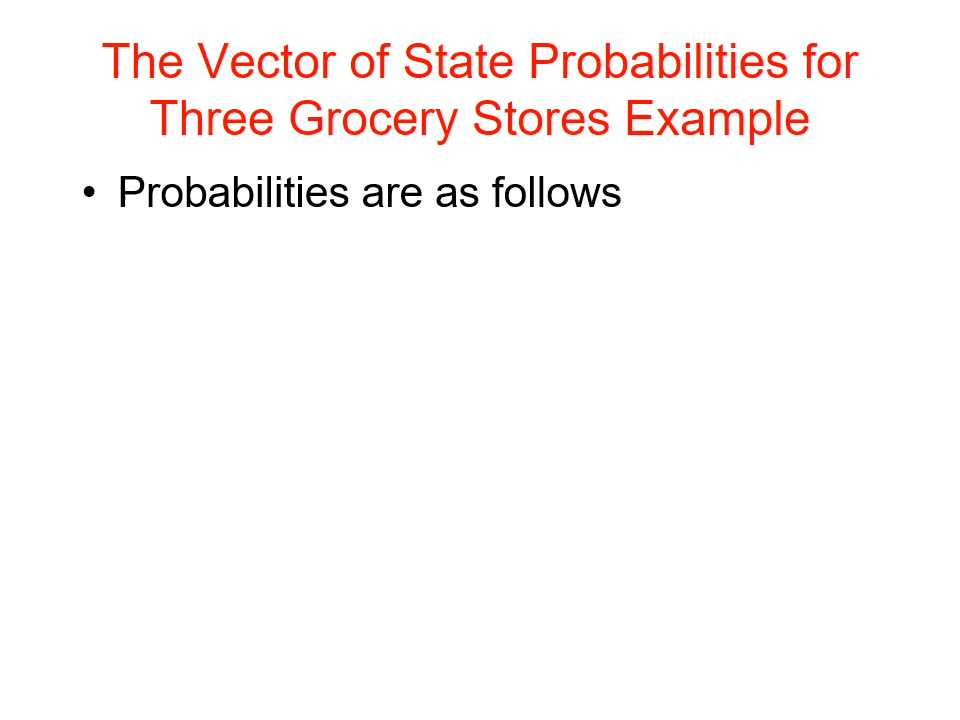 The Vector of State Probabilities for
Three Grocery Stores Example
• Probabilities are as follows